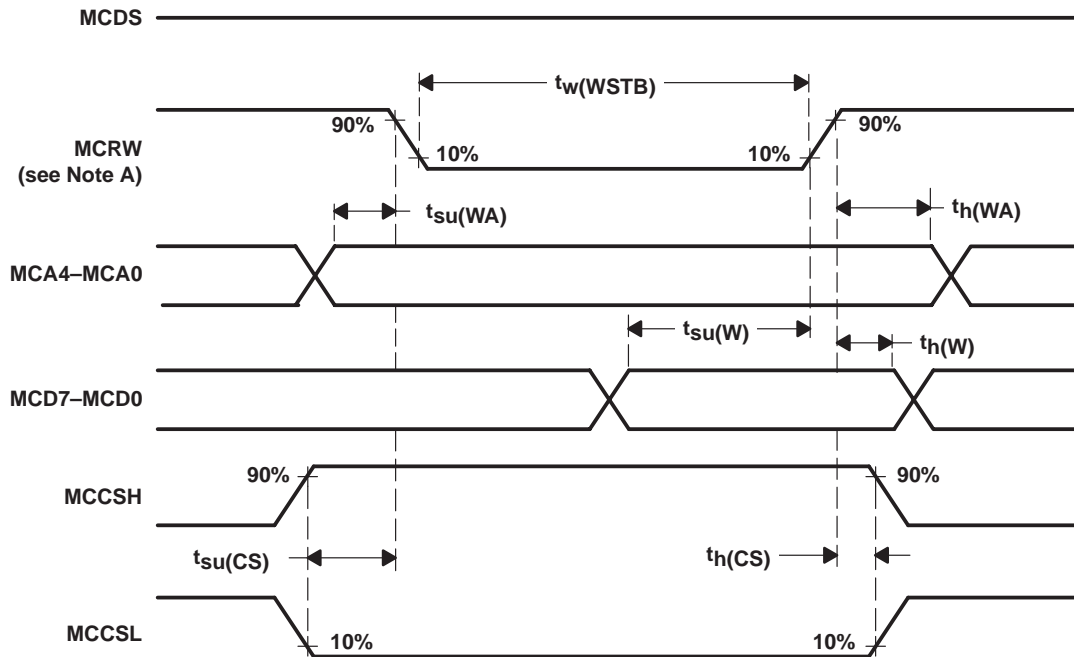 MCDS
tw(WSTB)
90%
90%
MCRW
(see Note A)
10%
10%
tsu(WA)
th(WA)
MCA4–MCA0
tsu(W)
th(W)
MCD7–MCD0
90%
90%
MCCSH
tsu(CS)
th(CS)
MCCSL
10%
10%